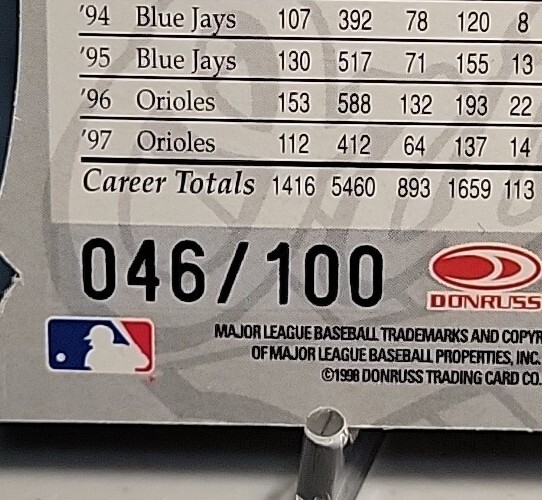 '94 Blue Jays 107 392 78 120 8
'95 Blue Jays 130 517 71 155 13
'96 Orioles 153 588 132 193 22
'97 Orioles 112 412 64 137 14
Career Totals 1416 5460 893 1659 113
046/100
DONRUSS
MAJOR LEAGUE BASEBALL TRADEMARKS AND COPYR
OF MAJOR LEAGUE BASEBALL PROPERTIES, INC.
©1998 DONRUSS TRADING CARD CO.